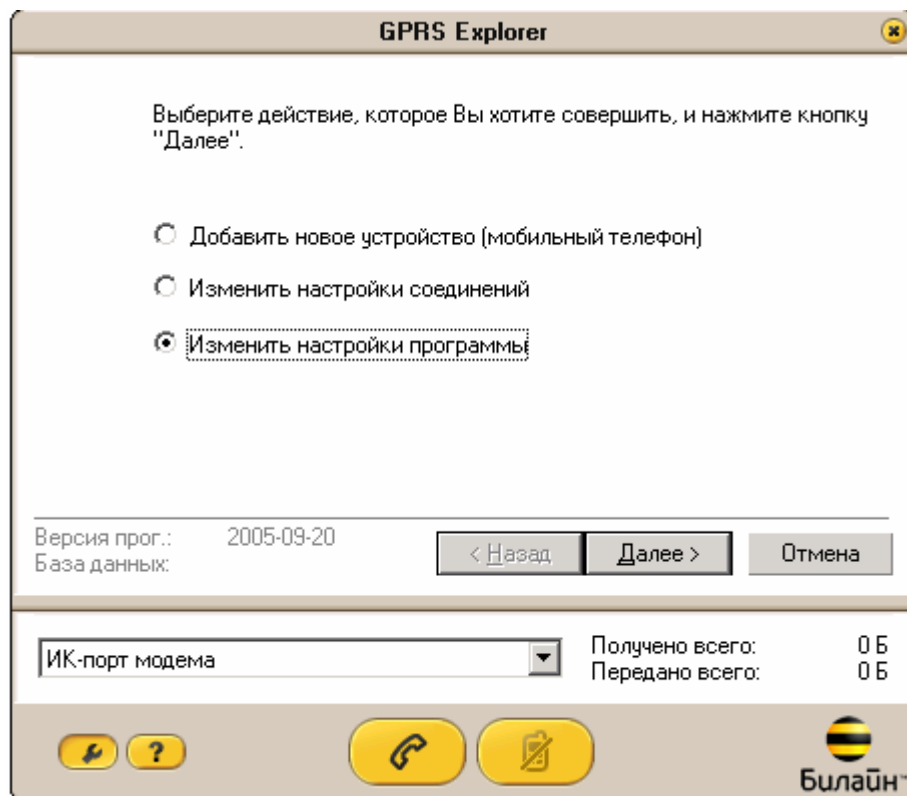 GPRS Explorer
Выберите действие, которое Вы хотите совершить, и нажмите кнопку
"Далее".
Добавить новое устройство (мобильный телефон)
Изменить настройки соединений
Изменить настройки программы
Версия прог.: 2005-09-20
База данных:
< Назад Далее > Отмена
ИК-порт модема
Получено всего: 0 Б
Передано всего: 0 Б
?
Билайн™